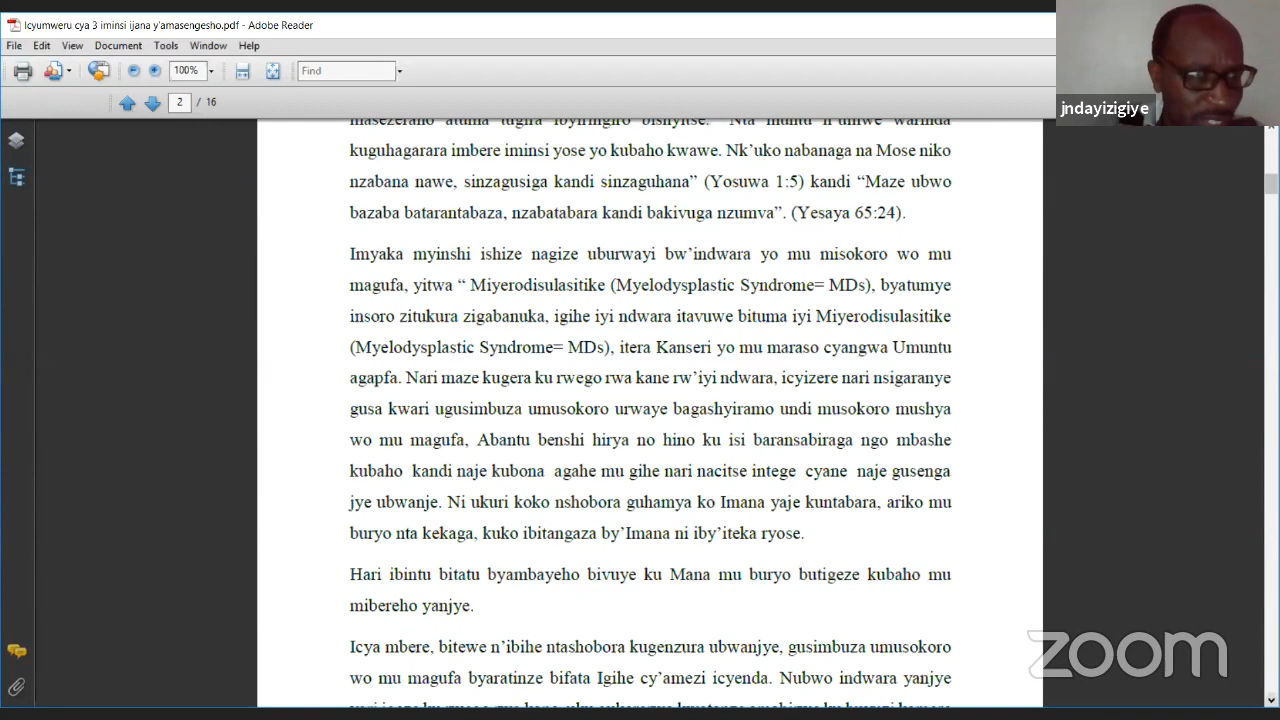 Icyumweru cya 3 iminsi ijana y'amasengesho.pdf - Adobe Reader
File Edit View Document Tools Window Help
100% Find
2 / 16
jndayizigiye
masezerano atuma tugira ibyiringiro bishyitse. “Nta muntu n’umwe
kuguhagarara imbere iminsi yose yo kubaho kwawe. Nk’uko nabanaga na Mose niko
nzabana nawe, sinzagusiga kandi sinzaguhana” (Yosuwa 1:5) kandi “Maze ubwo
bazaba batarantabaza, nzabatabara kandi bakivuga nzumva”. (Yesaya 65:24).
Imyaka myinshi ishize nagize uburwayi bw’indwara yo mu misokoro wo mu
magufa, yitwa “ Miyerodisulasitike (Myelodysplastic Syndrome= MDs), byatumye
insoro zitukura zigabanuka, igihe iyi ndwara itavuwe bituma iyi Miyerodisulasitike
(Myelodysplastic Syndrome= MDs), itera Kanseri yo mu maraso cyangwa Umuntu
agapfa. Nari maze kugera ku rwego rwa kane rw’iyi ndwara, icyizere nari nsigaranye
gusa kwari ugusimbuza umusokoro urwaye bagashyiramo undi musokoro mushya
wo mu magufa, Abantu benshi hirya no hino ku isi baransabiraga ngo mbashe
kubaho kandi naje kubona agahe mu gihe nari nacitse intege cyane naje gusenga
jye ubwanje. Ni ukuri koko nshobora guhamya ko Imana yaje kuntabara, ariko mu
buryo nta kekaga, kuko ibitangaza by’Imana ni iby’iteka ryose.
Hari ibintu bitatu byambayeho bivuye ku Mana mu buryo butigeze kubaho mu
mibereho yanjye.
Icya mbere, bitewe n’ibihe ntashobora kugenzura ubwanjye, gusimbuza umusokoro
wo mu magufa byaratinze bifata Igihe cy’amezi icyenda. Nubwo indwara yanjye
zoom